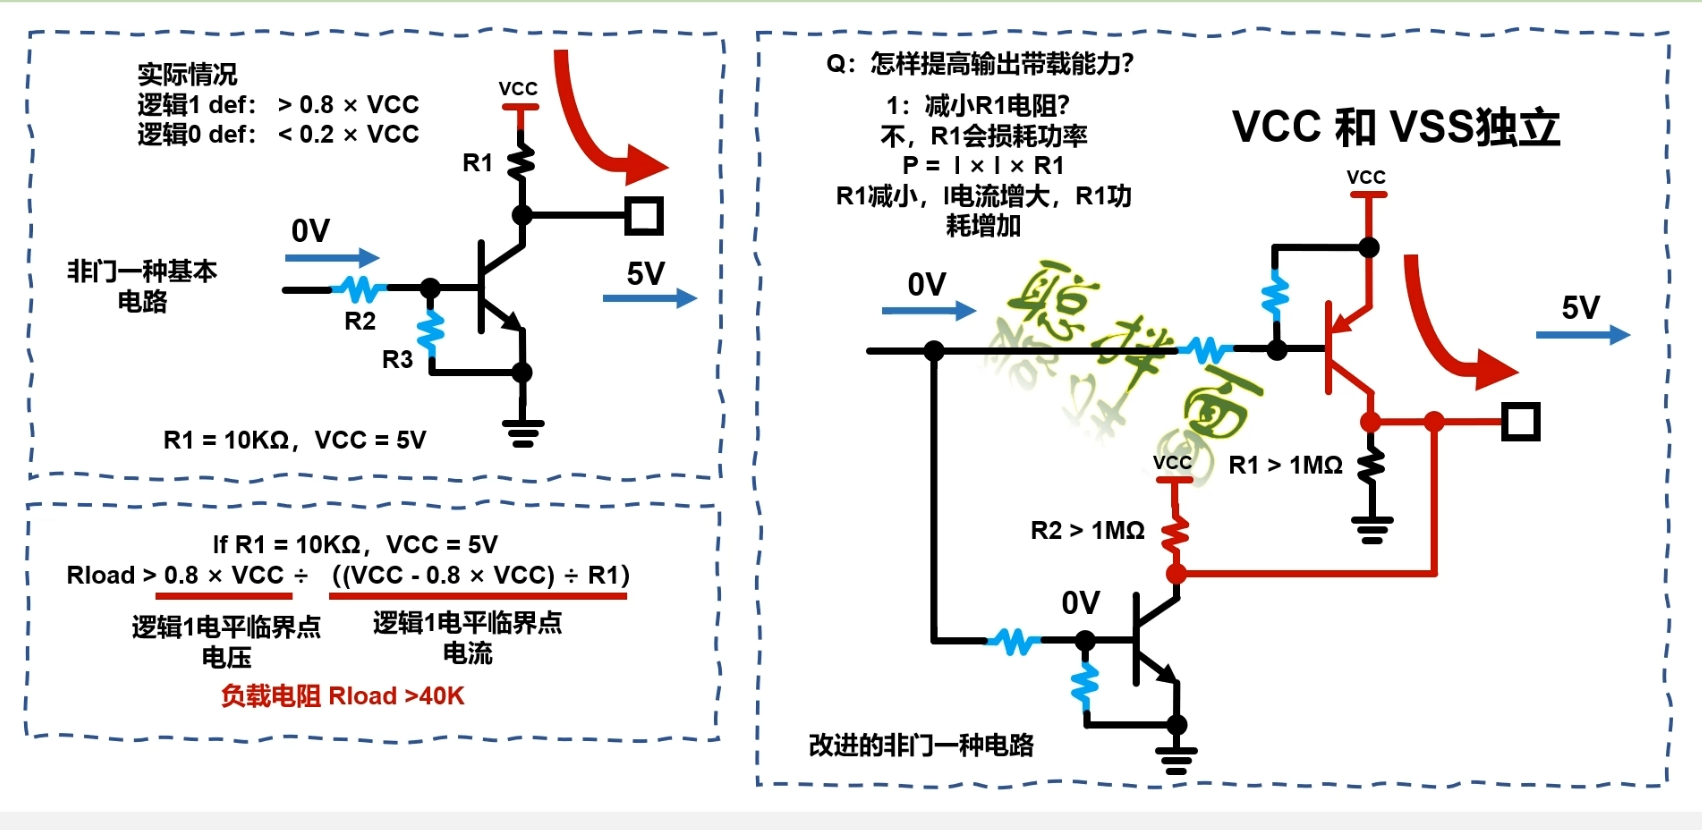 实际情况
逻辑1 def: > 0.8 × VCC
逻辑0 def: < 0.2 × VCC
VCC
R1
0V
非门一种基本
电路
R2
R3
5V
R1 = 10KΩ，VCC = 5V
If R1 = 10KΩ，VCC = 5V
Rload > 0.8 × VCC ÷ ((VCC - 0.8 × VCC) ÷ R1)
逻辑1电平临界点
电压
逻辑1电平临界点
电流
负载电阻 Rload >40K
Q：怎样提高输出带载能力？
1：减小R1电阻？
不，R1会损耗功率
P = I × I × R1
R1减小，I电流增大，R1功
耗增加
VCC 和 VSS独立
VCC
0V
5V
聪拌面
VCC
R1 > 1MΩ
R2 > 1MΩ
0V
改进的非门一种电路